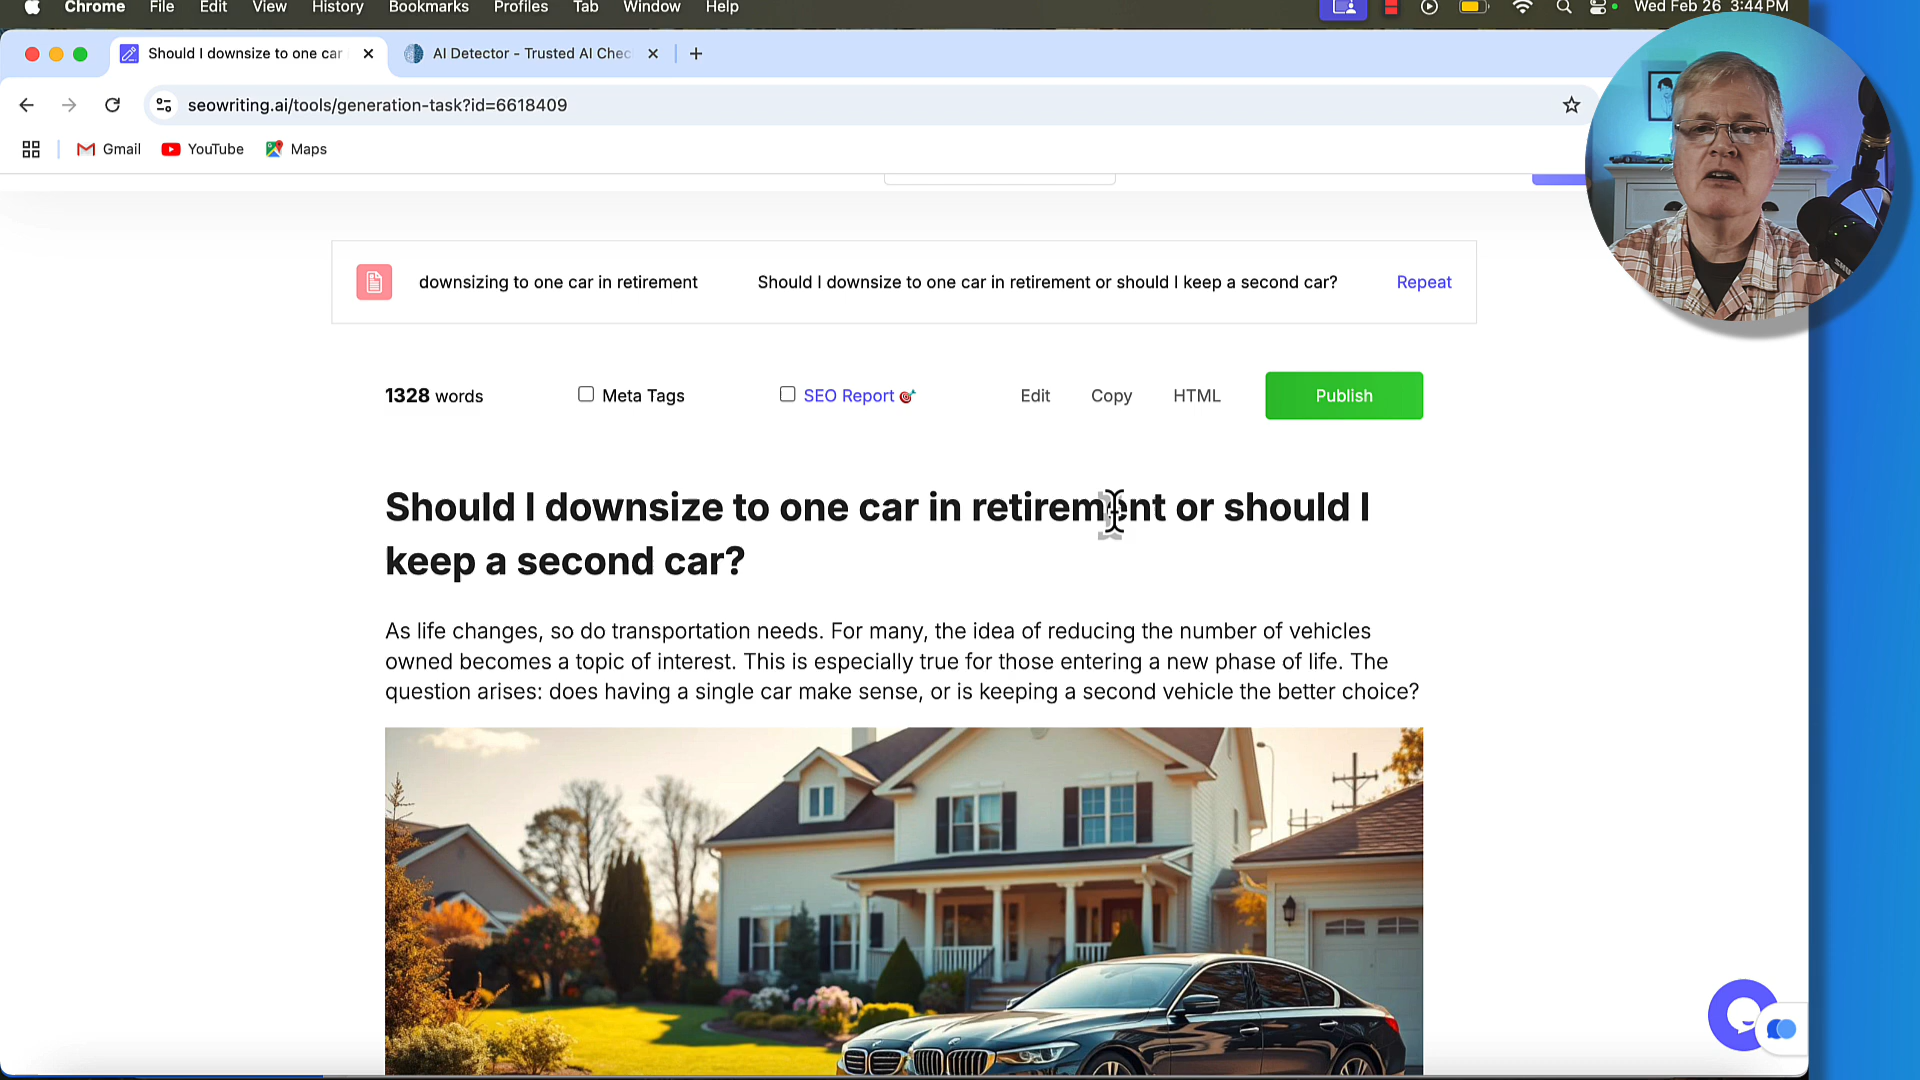 Chrome File Edit View History Bookmarks Profiles Tab Window Help Wed Feb 26 3:44 PM
Should I downsize to one car AI Detector - Trusted AI Chec
seowriting.ai/tools/generation-task?id=6618409
Gmail YouTube Maps
downsizing to one car in retirement Should I downsize to one car in retirement or should I keep a second car? Repeat
1328 words Meta Tags SEO Report Edit Copy HTML Publish
Should I downsize to one car in retirement or should I
keep a second car?
As life changes, so do transportation needs. For many, the idea of reducing the number of vehicles
owned becomes a topic of interest. This is especially true for those entering a new phase of life. The
question arises: does having a single car make sense, or is keeping a second vehicle the better choice?